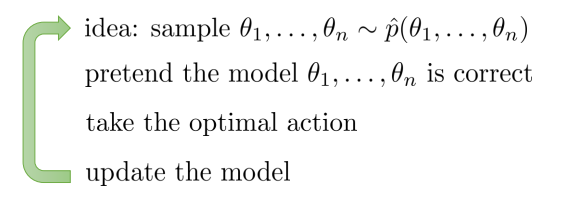 idea: sample θ₁, . . . , θₙ ∼ p̂(θ₁, . . . , θₙ)
pretend the model θ₁, . . . , θₙ is correct
take the optimal action
update the model